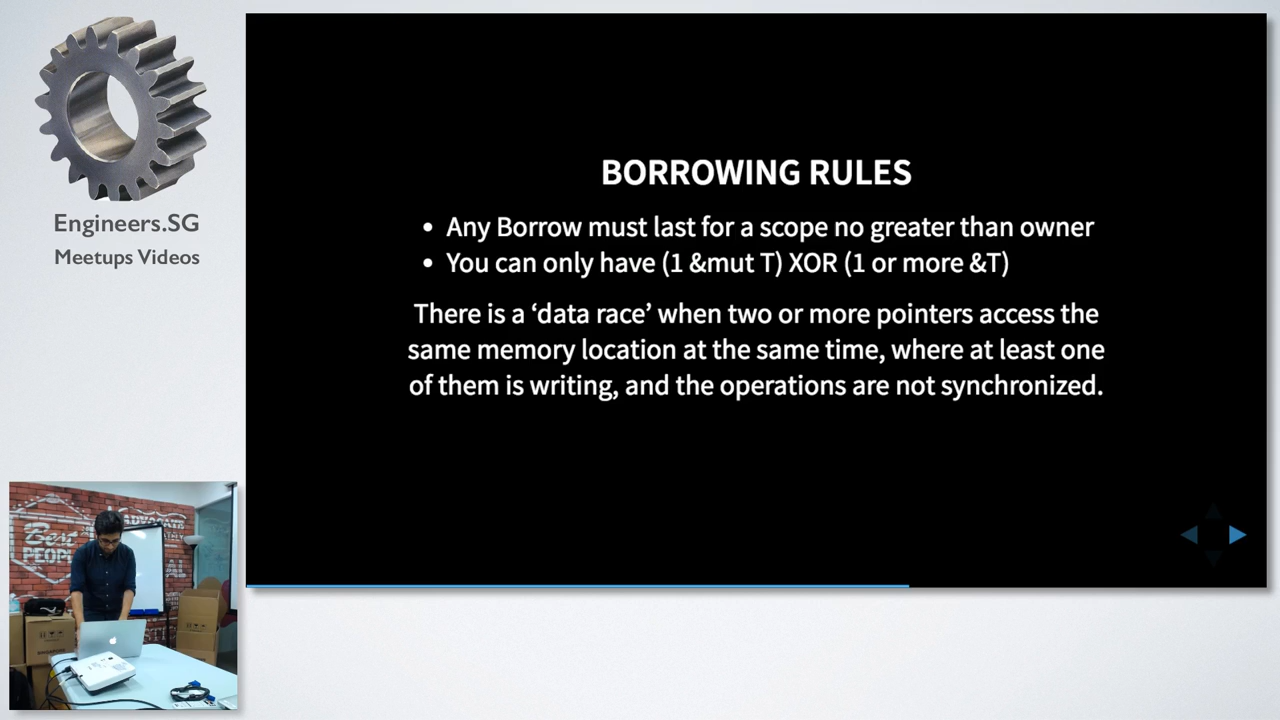 Engineers.SG
Meetups Videos
BORROWING RULES
• Any Borrow must last for a scope no greater than owner
• You can only have (1 &mut T) XOR (1 or more &T)
There is a ‘data race’ when two or more pointers access the
same memory location at the same time, where at least one
of them is writing, and the operations are not synchronized.
Best
PEOPL